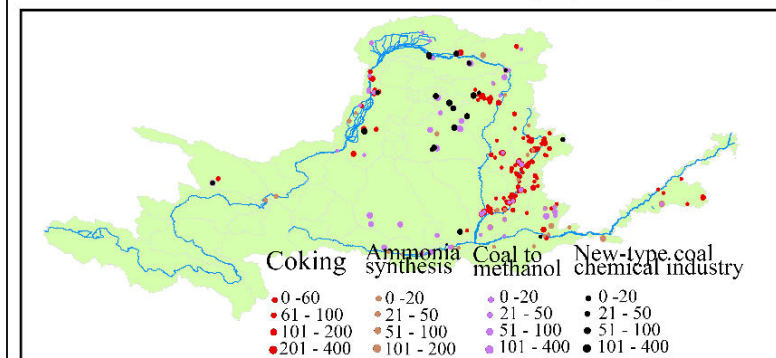 Coking
0 -60
61 - 100
101 - 200
201 - 400
Ammonia
synthesis
0 -20
21 - 50
51 - 100
101 - 200
Coal to
methanol
0 -20
21 - 50
51 - 100
101 - 400
New-type coal
chemical industry
0 -20
21 - 50
51 - 100
101 - 400